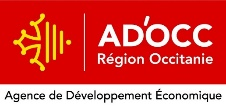 AD'OCC
Région Occitanie
Agence de Développement Économique